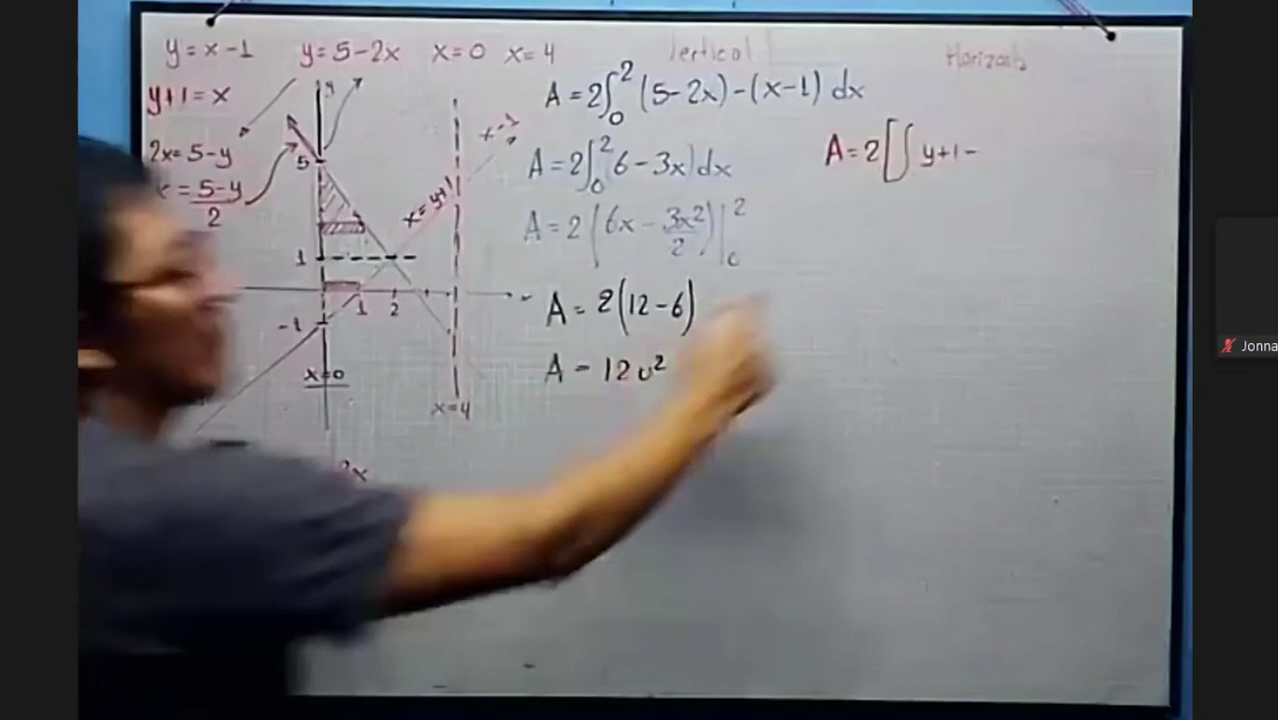 y = x - 1 y = 5 - 2x x = 0 x = 4
Vertical
Horizontal
y + 1 = x
2x = 5 - y
= 5 - y
2
y
5
1
-1
1 2
x = y + 1
x - 1
x = 0
x = 4
2x
A = 2∫₀² (5 - 2x) - (x - 1) dx
A = 2∫₀² 6 - 3x) dx
A = 2 (6x - 3x²/2)|₀²
A = 2(12 - 6)
A = 12 u²
A = 2[∫ y + 1 -
Jonna